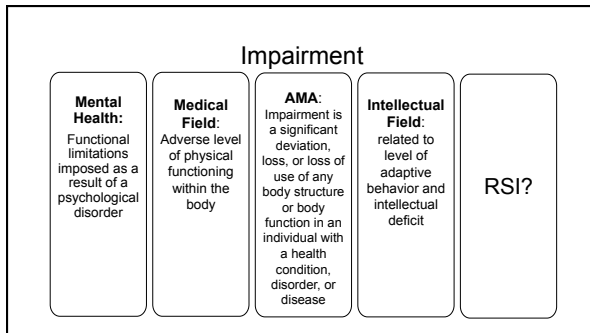 Impairment
Mental
Health:
Functional
limitations
imposed as a
result of a
psychological
disorder
Medical
Field:
Adverse level
of physical
functioning
within the
body
AMA:
Impairment is
a significant
deviation,
loss, or loss of
use of any
body structure
or body
function in an
individual with
a health
condition,
disorder, or
disease
Intellectual
Field:
related to
level of
adaptive
behavior and
intellectual
deficit
RSI?